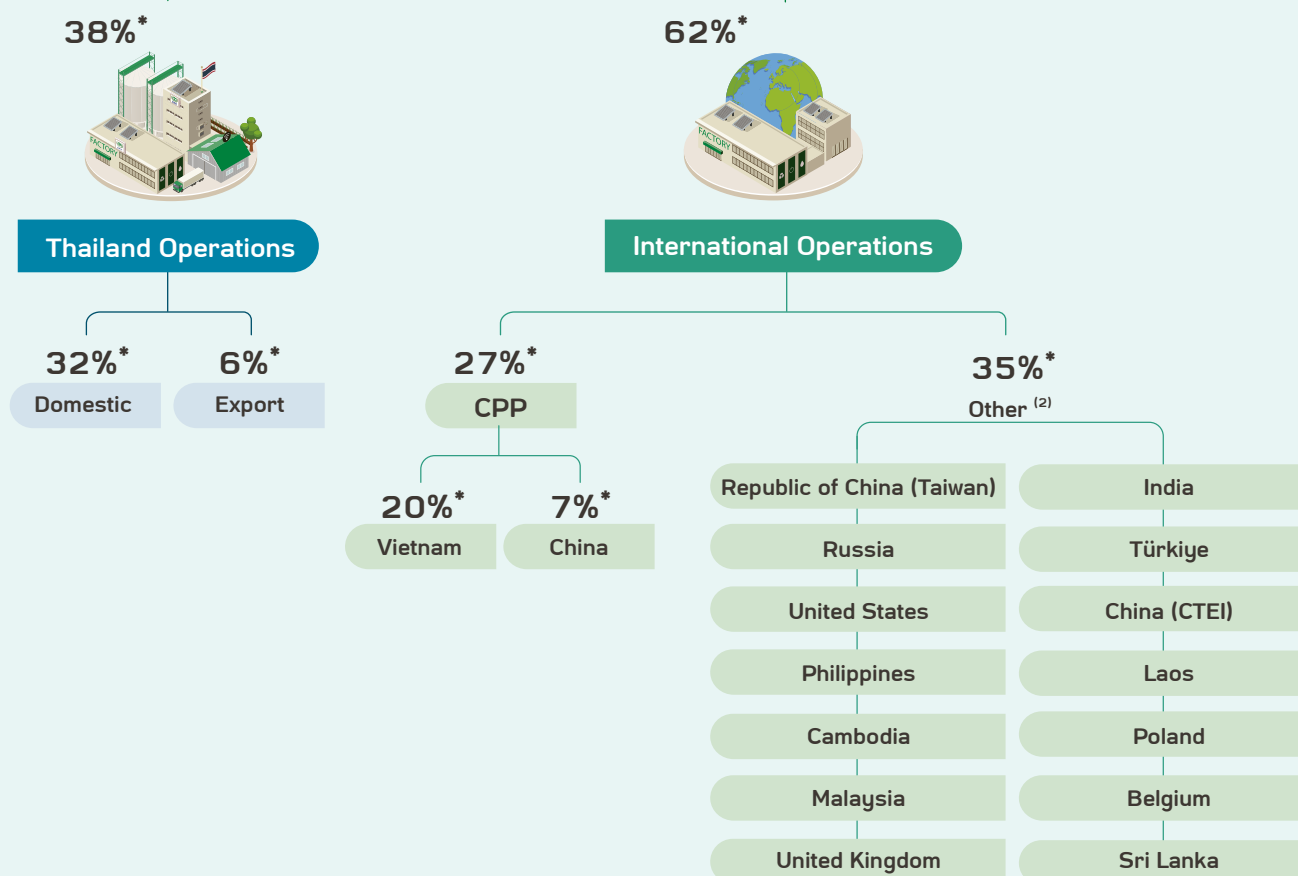 38%*
62%*
FACTORY
FACTORY
Thailand Operations
International Operations
32%*
Domestic
6%*
Export
27%*
CPP
20%*
Vietnam
7%*
China
35%*
Other (2)
Republic of China (Taiwan)
Russia
United States
Philippines
Cambodia
Malaysia
United Kingdom
India
Türkiye
China (CTEI)
Laos
Poland
Belgium
Sri Lanka